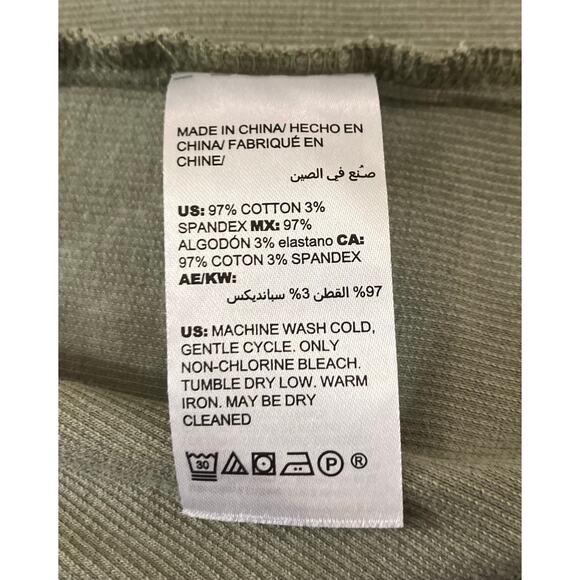 MADE IN CHINA/ HECHO EN
CHINA/ FABRIQUÉ EN
CHINE/
صُنع في الصين
US: 97% COTTON 3%
SPANDEX MX: 97%
ALGODÓN 3% elastano CA:
97% COTON 3% SPANDEX
AE/KW:
97% القطن 3% سبانديكس
US: MACHINE WASH COLD,
GENTLE CYCLE. ONLY
NON-CHLORINE BLEACH.
TUMBLE DRY LOW. WARM
IRON. MAY BE DRY
CLEANED
30 P ®